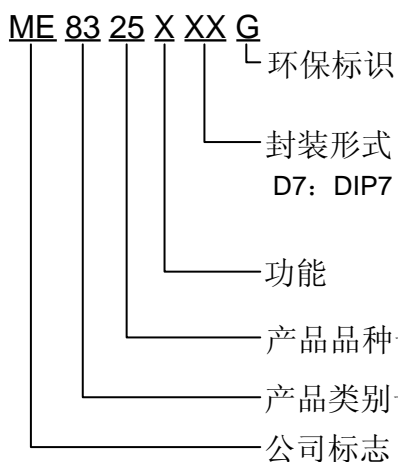 ME 83 25 X XX G
环保标识
封装形式
D7：DIP7
功能
产品品种
产品类别
公司标志